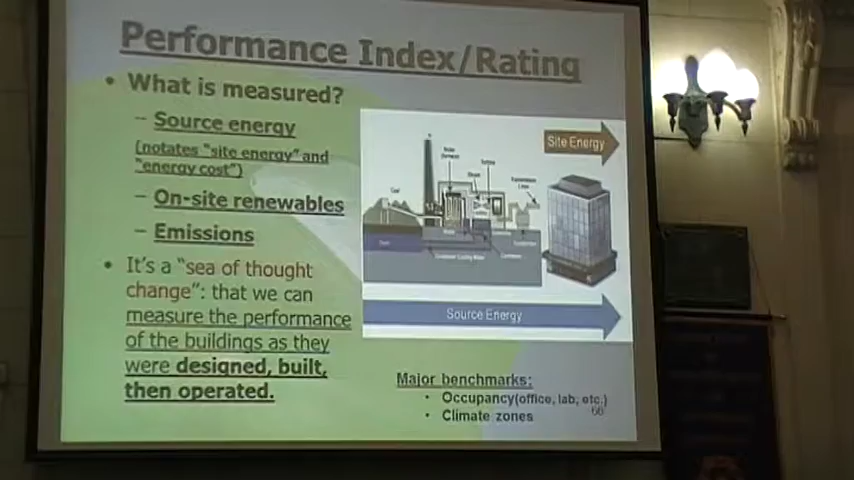 Performance Index/Rating
• What is measured?
– Source energy
(notates "site energy" and
"energy cost")
– On-site renewables
– Emissions
• It's a "sea of thought
change": that we can
measure the performance
of the buildings as they
were designed, built,
then operated.
Site Energy
Coal
Turbine
Source Energy
Major benchmarks:
• Occupancy(office, lab, etc.)
• Climate zones
66